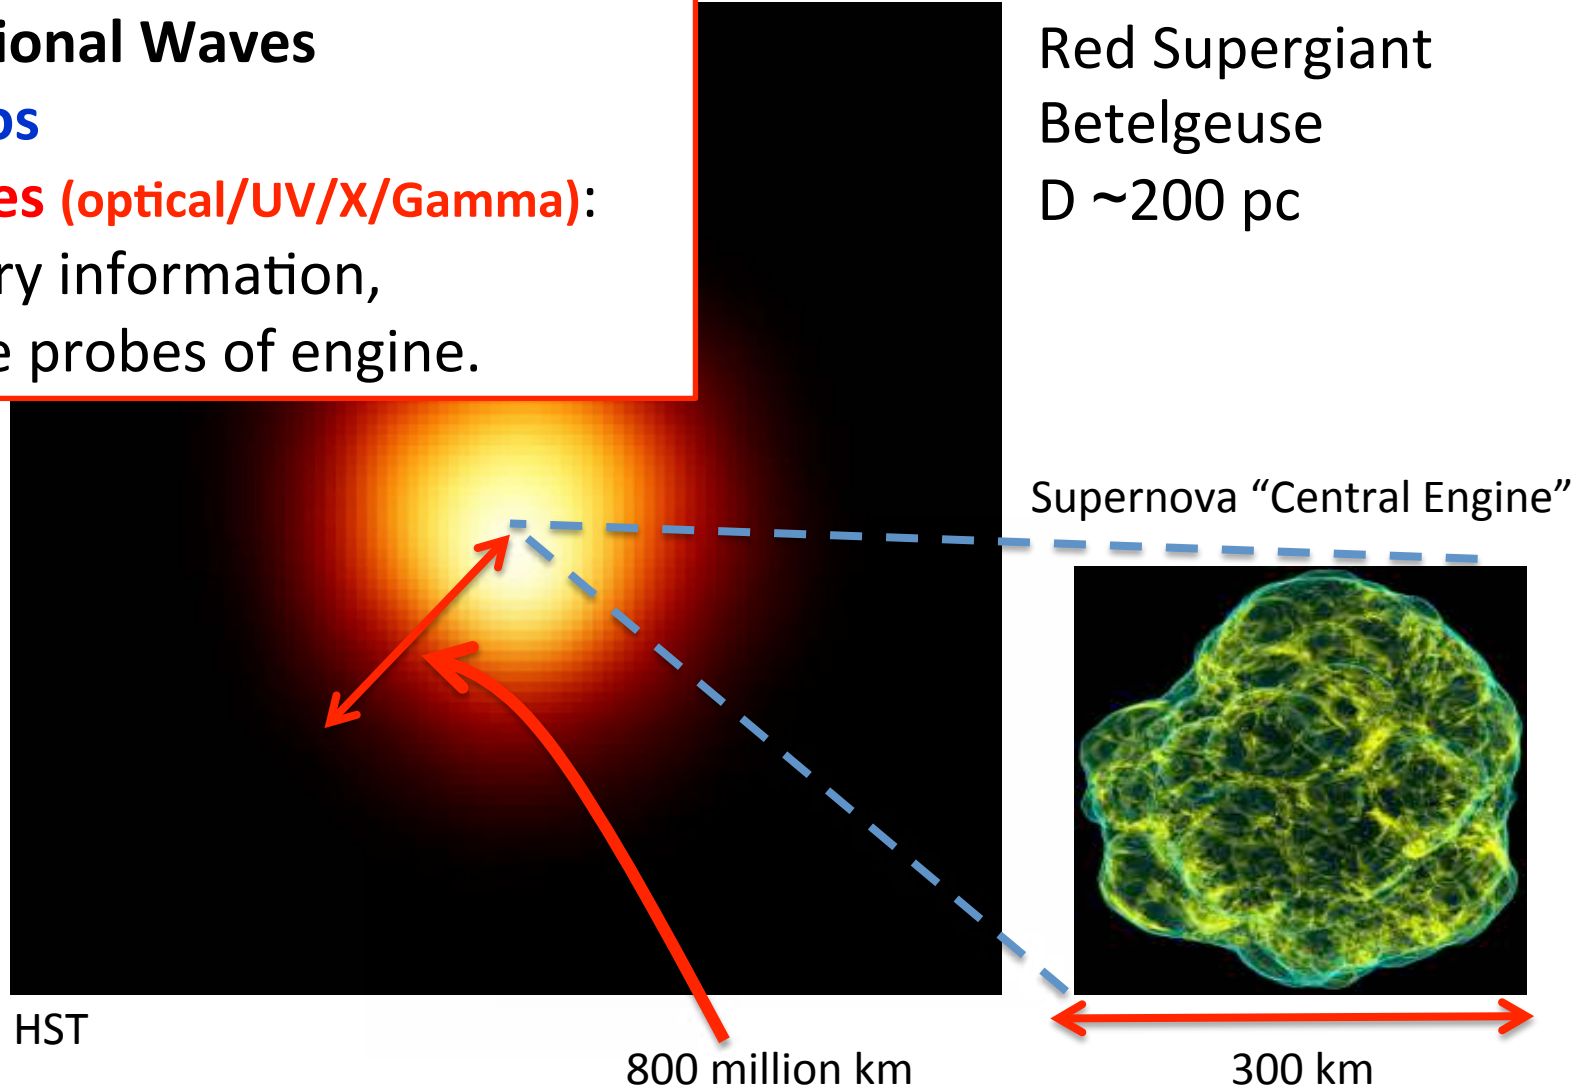 ional Waves
os
es (optical/UV/X/Gamma):
ry information,
e probes of engine.
Red Supergiant
Betelgeuse
D ~200 pc
Supernova “Central Engine”
HST
800 million km
300 km